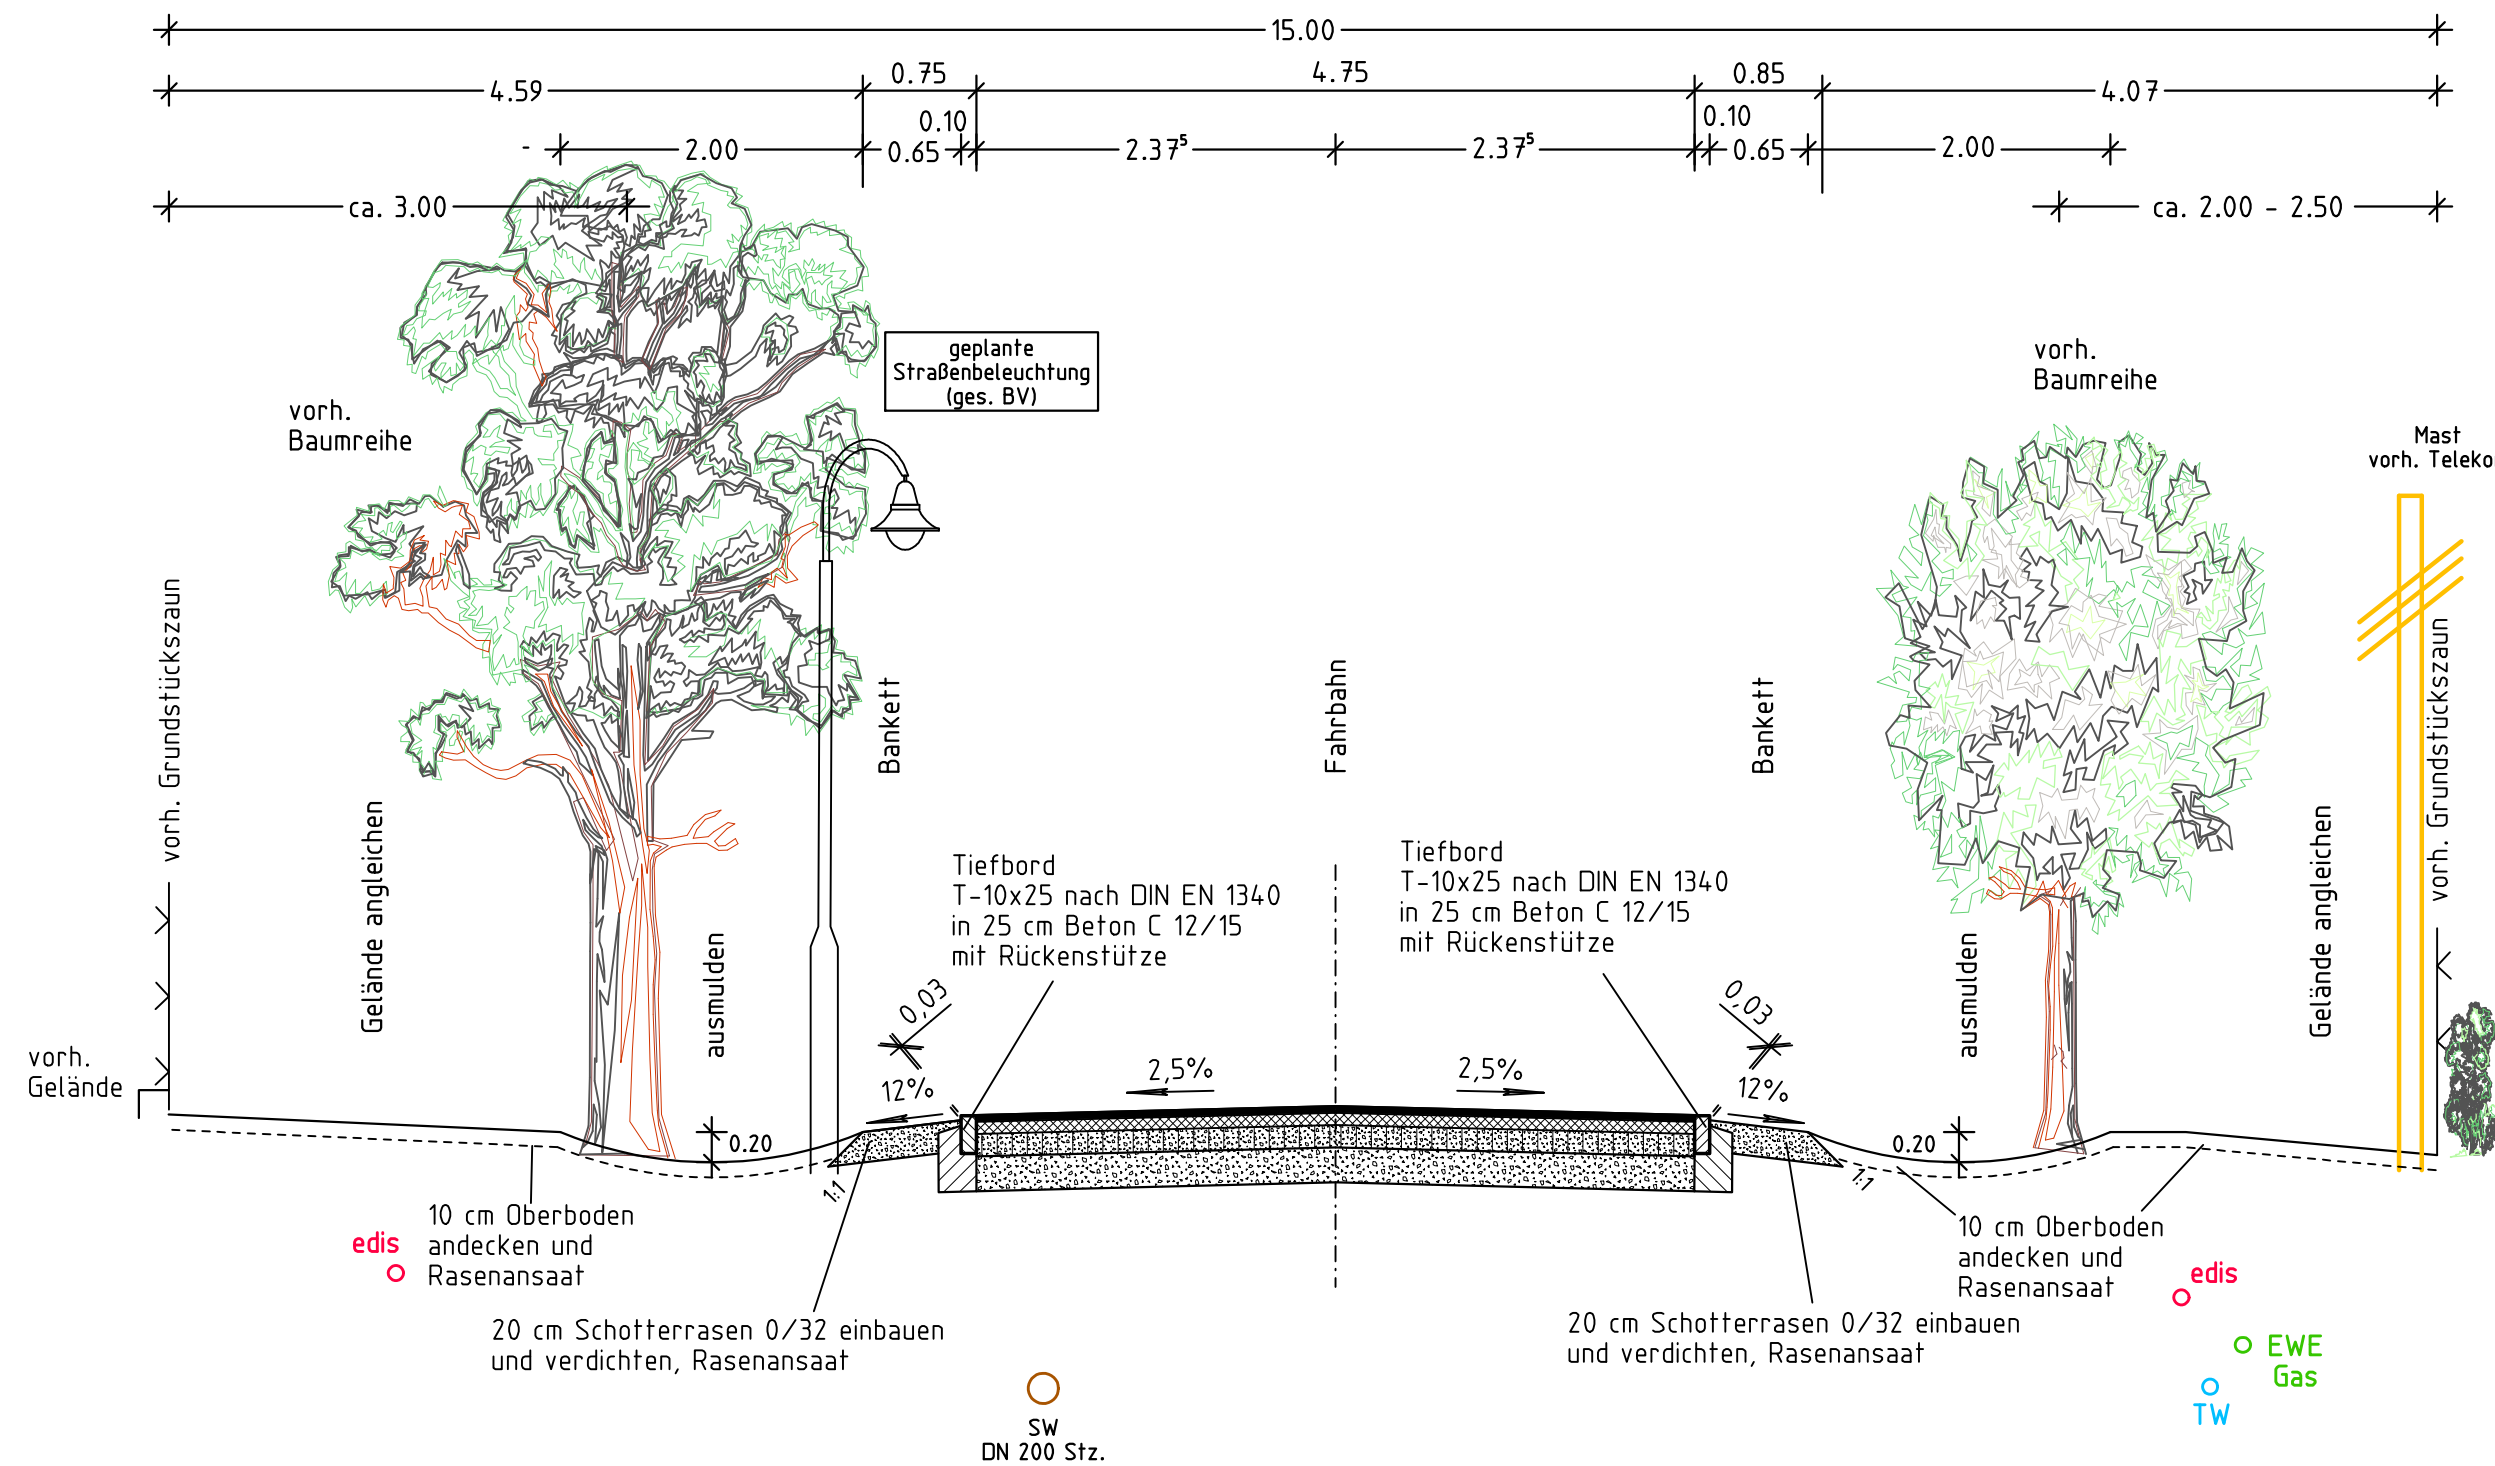 15.00
4.59
0.75
4.75
0.85
4.07
0.10
0.10
- 2.00
0.65
2.37⁵
2.37⁵
0.65
2.00
ca. 3.00
ca. 2.00 - 2.50
geplante
Straßenbeleuchtung
(ges. BV)
vorh.
Baumreihe
vorh.
Baumreihe
Mast
vorh. Teleko
vorh. Grundstückszaun
Gelände angleichen
ausmulden
Bankett
Fahrbahn
Bankett
ausmulden
Gelände angleichen
vorh. Grundstückszaun
Tiefbord
T-10x25 nach DIN EN 1340
in 25 cm Beton C 12/15
mit Rückenstütze
Tiefbord
T-10x25 nach DIN EN 1340
in 25 cm Beton C 12/15
mit Rückenstütze
vorh.
Gelände
0,03
12%
2,5%
2,5%
0,03
12%
0.20
0.20
1:1
1:1
10 cm Oberboden
andecken und
Rasenansaat
edis
20 cm Schotterrasen 0/32 einbauen
und verdichten, Rasenansaat
SW
DN 200 Stz.
20 cm Schotterrasen 0/32 einbauen
und verdichten, Rasenansaat
10 cm Oberboden
andecken und
Rasenansaat
edis
EWE
Gas
TW